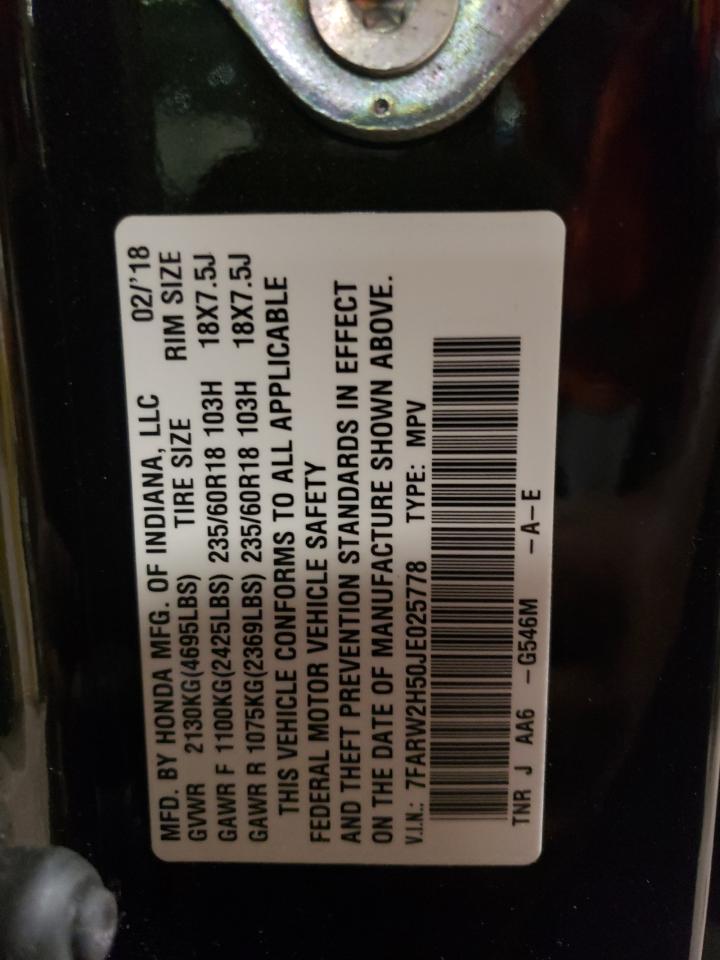 MFD. BY HONDA MFG. OF INDIANA, LLC 02/'18
GVWR 2130KG(4695LBS) TIRE SIZE RIM SIZE
GAWR F 1100KG(2425LBS) 235/60R18 103H 18X7.5J
GAWR R 1075KG(2369LBS) 235/60R18 103H 18X7.5J
THIS VEHICLE CONFORMS TO ALL APPLICABLE
FEDERAL MOTOR VEHICLE SAFETY
AND THEFT PREVENTION STANDARDS IN EFFECT
ON THE DATE OF MANUFACTURE SHOWN ABOVE.
V.I.N.: 7FARW2H50JE025778 TYPE: MPV
TNR J AA6 -G546M -A-E